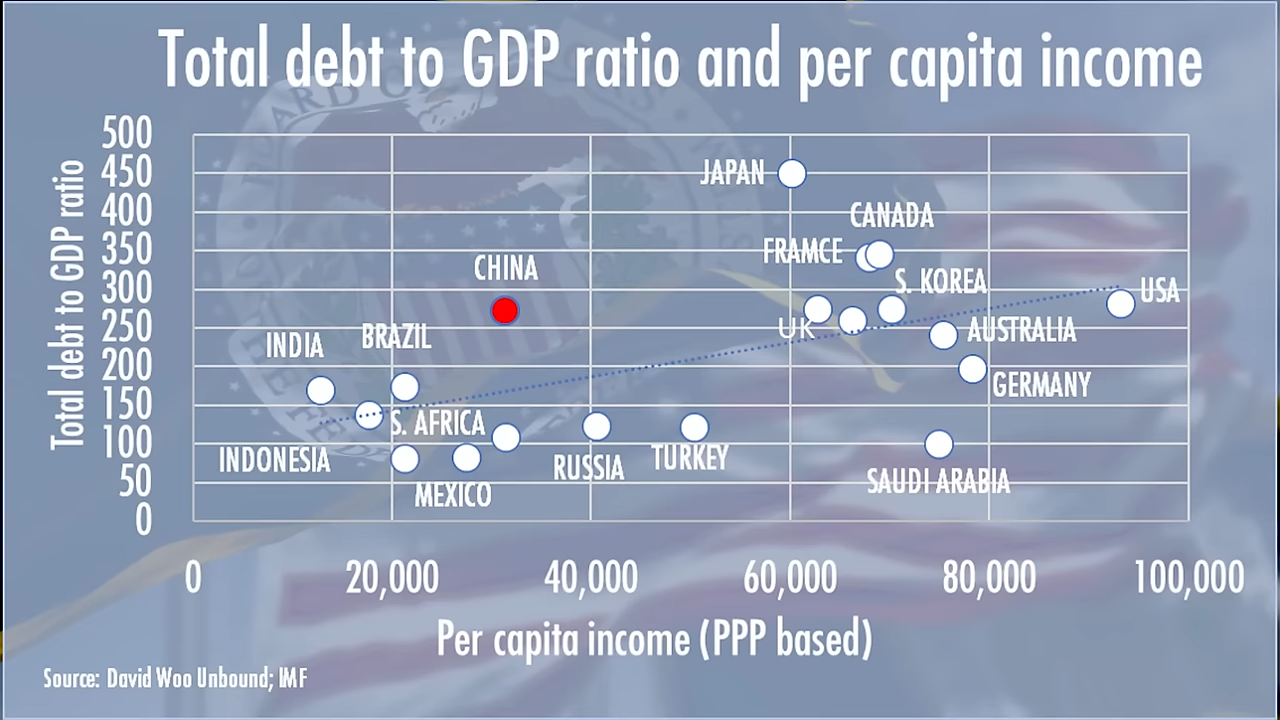 Total debt to GDP ratio and per capita income
Total debt to GDP ratio
500
450
400
350
300
250
200
150
100
50
0
JAPAN
CANADA
FRAMCE
CHINA
S. KOREA
USA
UK
AUSTRALIA
BRAZIL
INDIA
GERMANY
S. AFRICA
INDONESIA
RUSSIA
TURKEY
SAUDI ARABIA
MEXICO
0 20,000 40,000 60,000 80,000 100,000
Per capita income (PPP based)
Source: David Woo Unbound; IMF